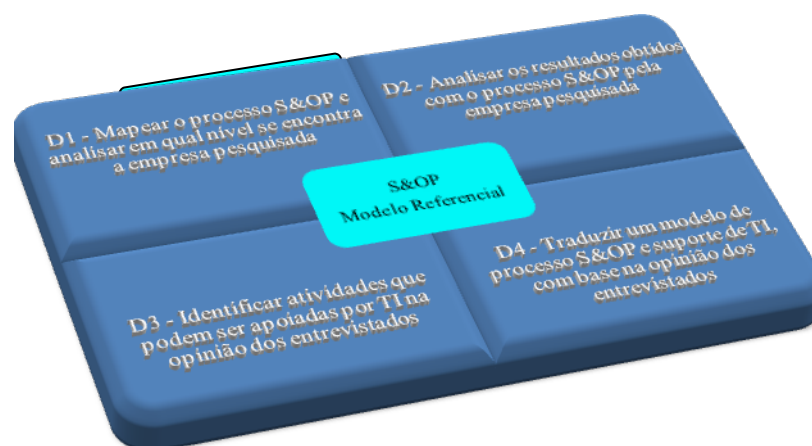 D1 - Mapear o processo S&OP e
analisar em qual nível se encontra
a empresa pesquisada
D2 - Analisar os resultados obtidos
com o processo S&OP pela
empresa pesquisada
S&OP
Modelo Referencial
D3 - Identificar atividades que
podem ser apoiadas por TI na
opinião dos entrevistados
D4 - Traduzir um modelo de
processo S&OP e suporte de TI,
com base na opinião dos
entrevistados